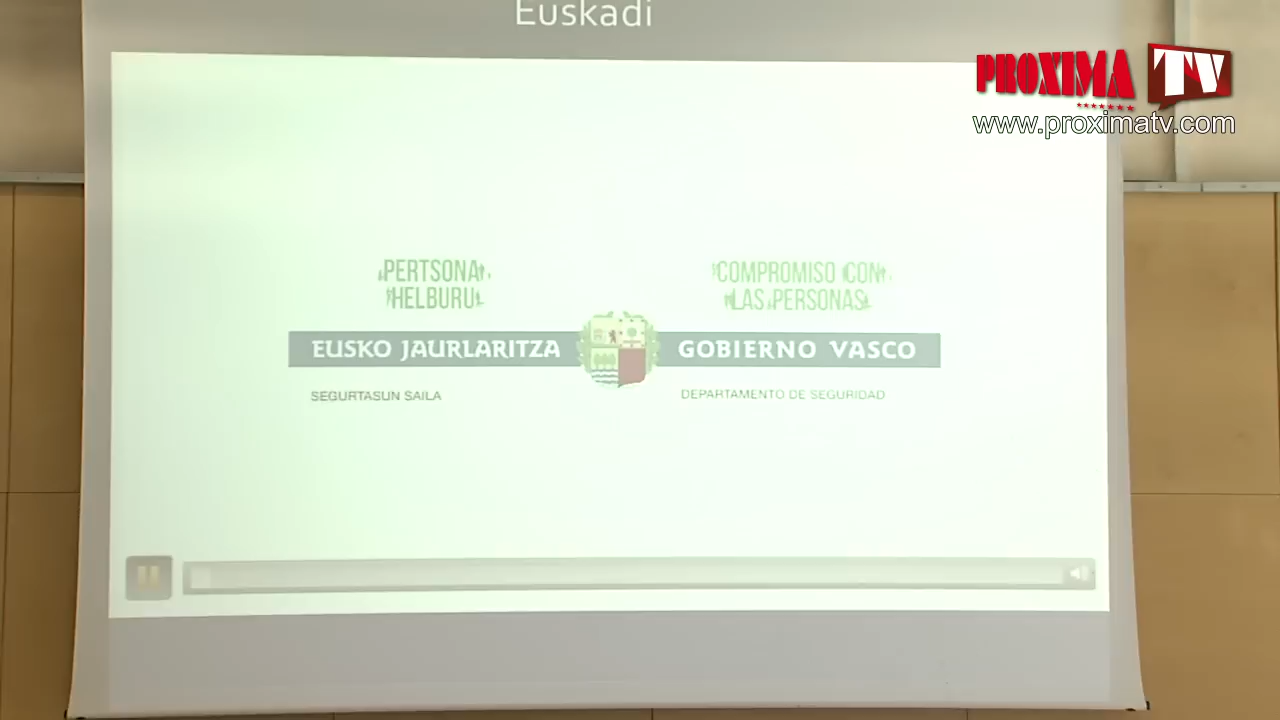 Euskadi
PROXIMA TV
www.proximatv.com
PERTSONA
HELBURU
COMPROMISO CON
LAS PERSONAS
EUSKO JAURLARITZA
GOBIERNO VASCO
SEGURTASUN SAILA
DEPARTAMENTO DE SEGURIDAD